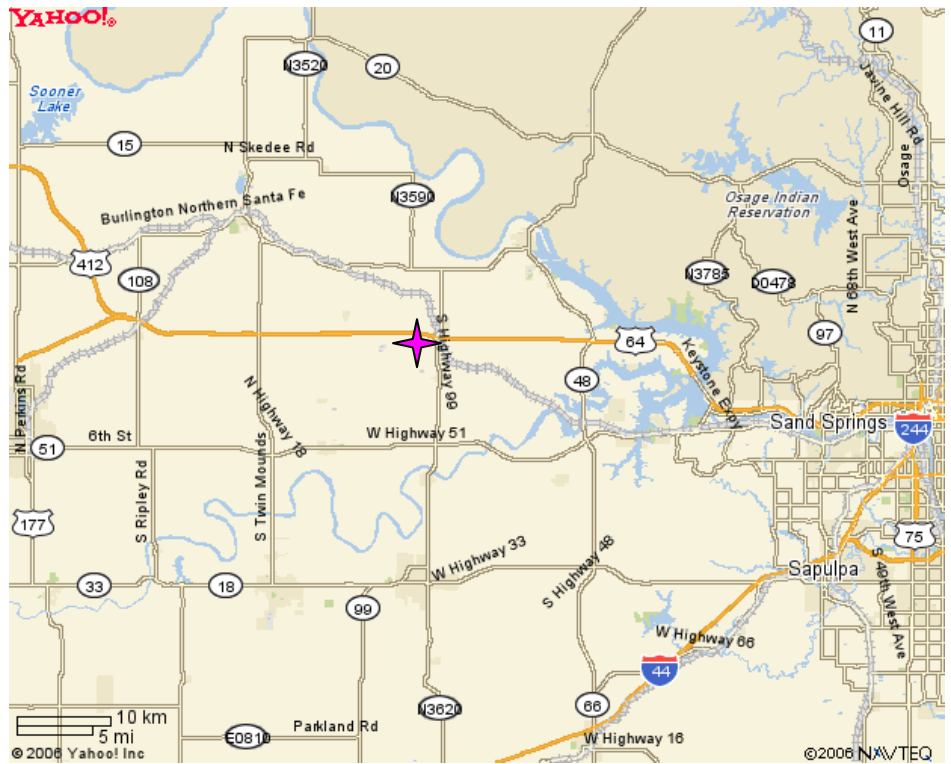 YAHOO!®
11
N3520
20
Javine Hill Rd
Sooner
Lake
15
N Skedee Rd
Osage
N3590
Osage Indian
Reservation
Burlington Northern Santa Fe
N 68th West Ave
412
N3785
D0478
108
S Highway 99
64
97
Keystone Expy
N Perkins Rd
48
N Highway 18
Sand Springs
244
51
6th St
W Highway 51
S Twin Mounds
S Ripley Rd
177
75
W Highway 33
S Highway 48
S 49th West Ave
Sapulpa
33
18
99
W Highway 66
44
N3620
66
10 km
5 mi
E0810
Parkland Rd
W Highway 16
© 2006 Yahoo! Inc
©2006 NAVTEQ